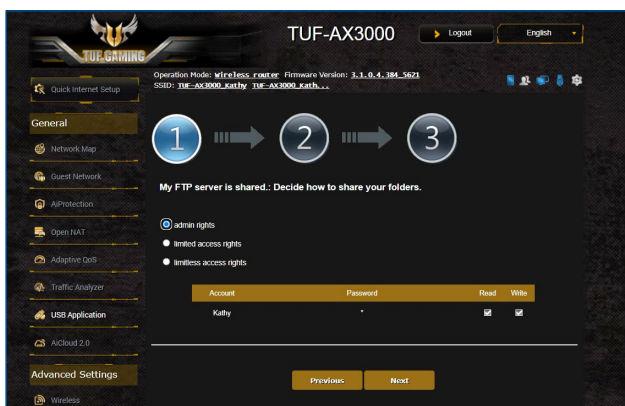 TUF GAMING
TUF-AX3000
Logout
English
Quick Internet Setup
Operation Mode: Wireless router Firmware Version: 3.1.0.4.384_5621
SSID: TUF-AX3000_Kathy TUF-AX3000_Kath...
General
Network Map
Guest Network
AiProtection
Open NAT
Adaptive QoS
Traffic Analyzer
USB Application
AiCloud 2.0
Advanced Settings
Wireless
1 2 3
My FTP server is shared.: Decide how to share your folders.
admin rights
limited access rights
limitless access rights
Account Password Read Write
Kathy *
Previous Next